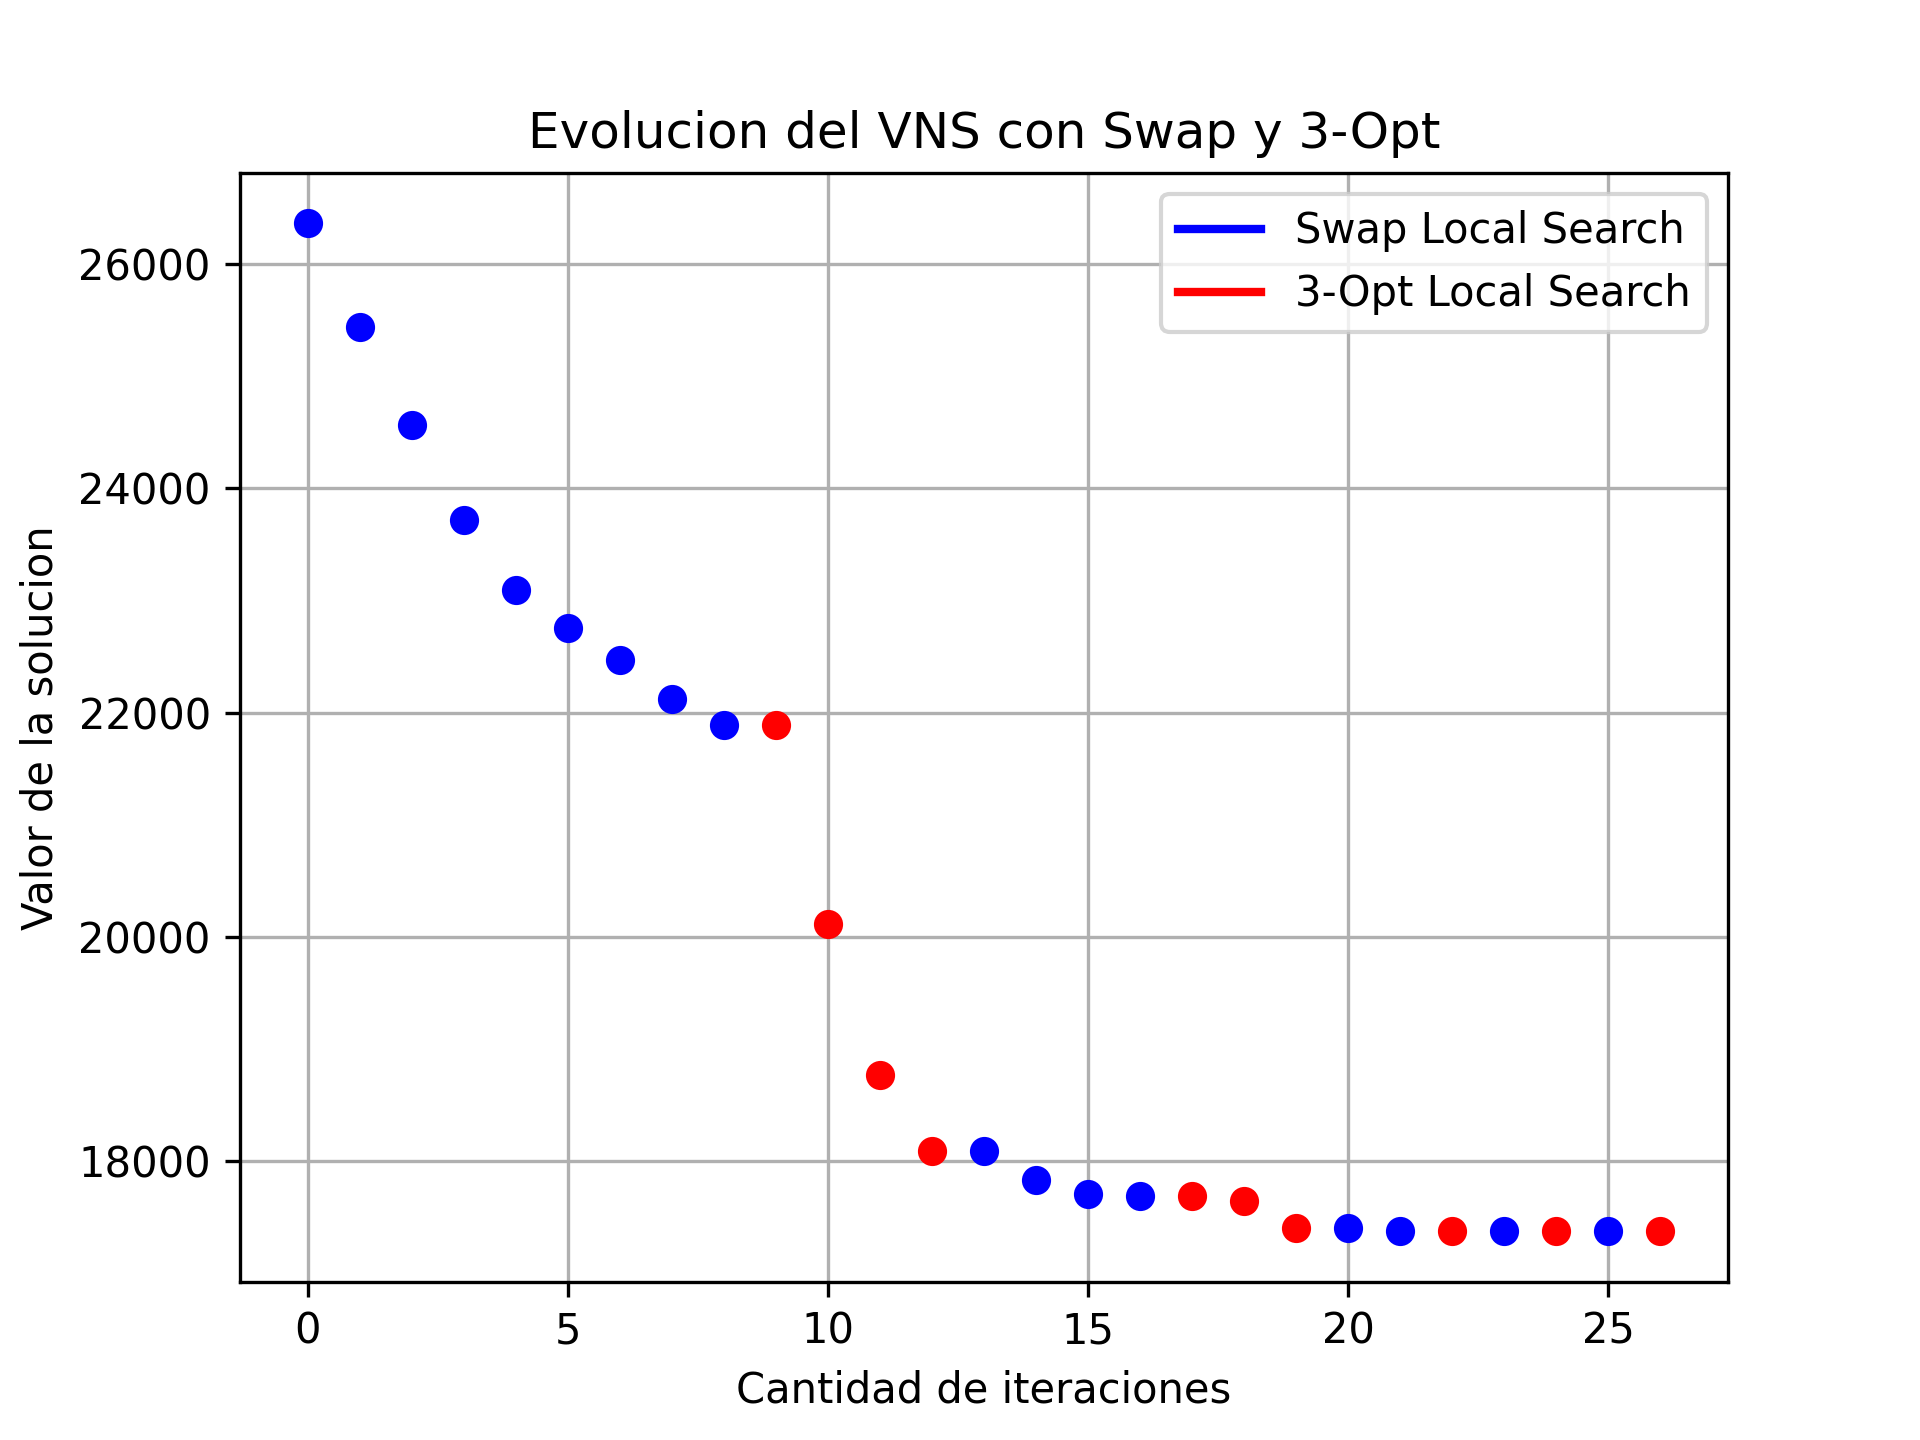 Evolucion del VNS con Swap y 3-Opt
Swap Local Search
3-Opt Local Search
Valor de la solucion
26000
24000
22000
20000
18000
0 5 10 15 20 25
Cantidad de iteraciones